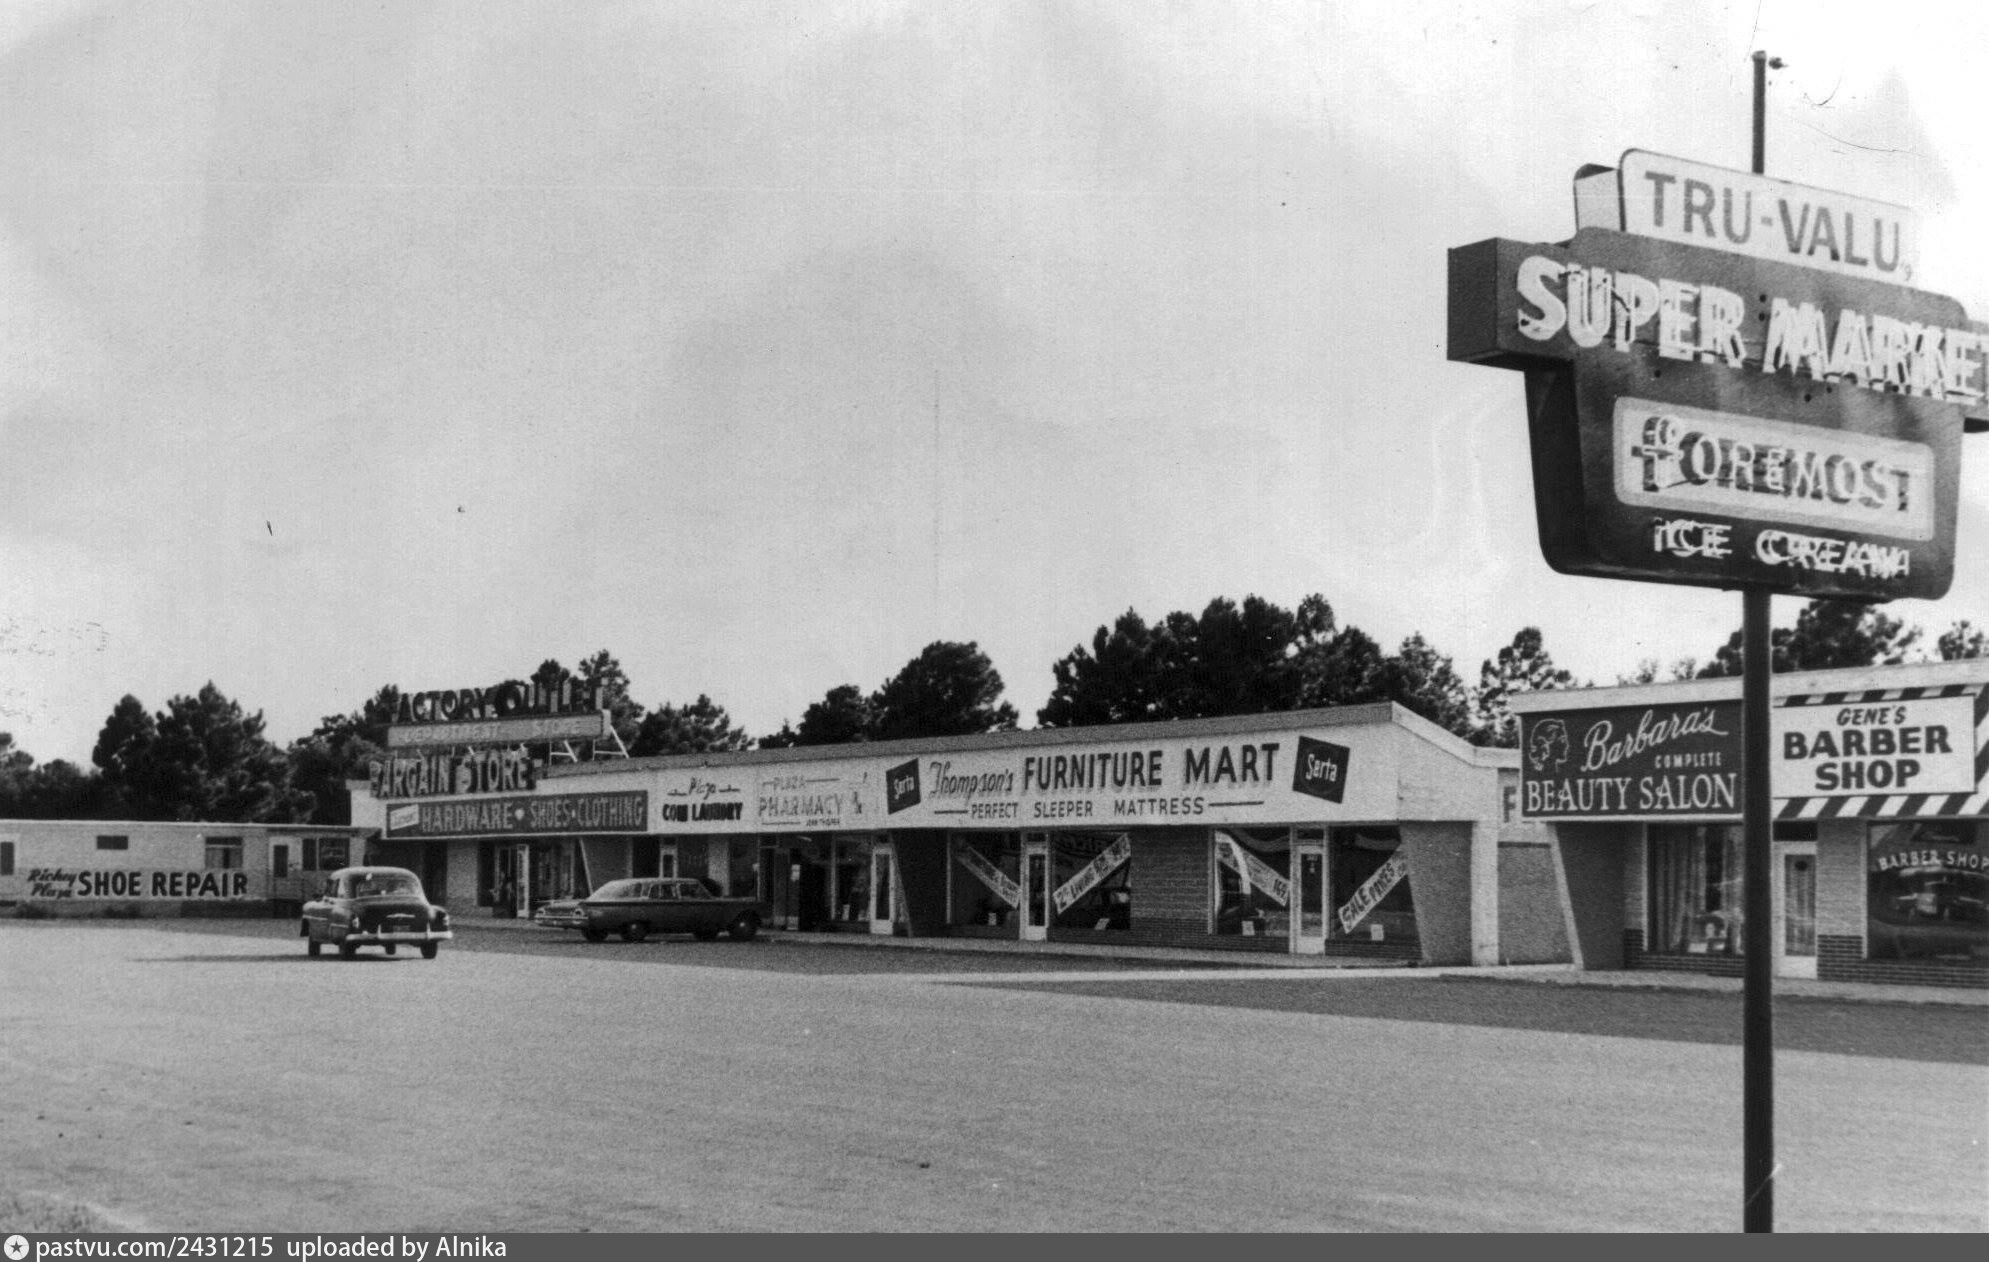 TRU-VALU
SUPER MARKET
FOREMOST
ICE CREAM
FACTORY OUTLET
DEPARTMENT STORE
BARGAIN STORE
HARDWARE • SHOES • CLOTHING
Plaza
COIN LAUNDRY
PLAZA
PHARMACY
Serta
Thompson's FURNITURE MART
PERFECT SLEEPER MATTRESS
Serta
Barbara's
COMPLETE
BEAUTY SALON
GENE'S
BARBER
SHOP
BARBER SHOP
Richey
Plaza SHOE REPAIR
SALE PRICES
pastvu.com/2431215 uploaded by Alnika